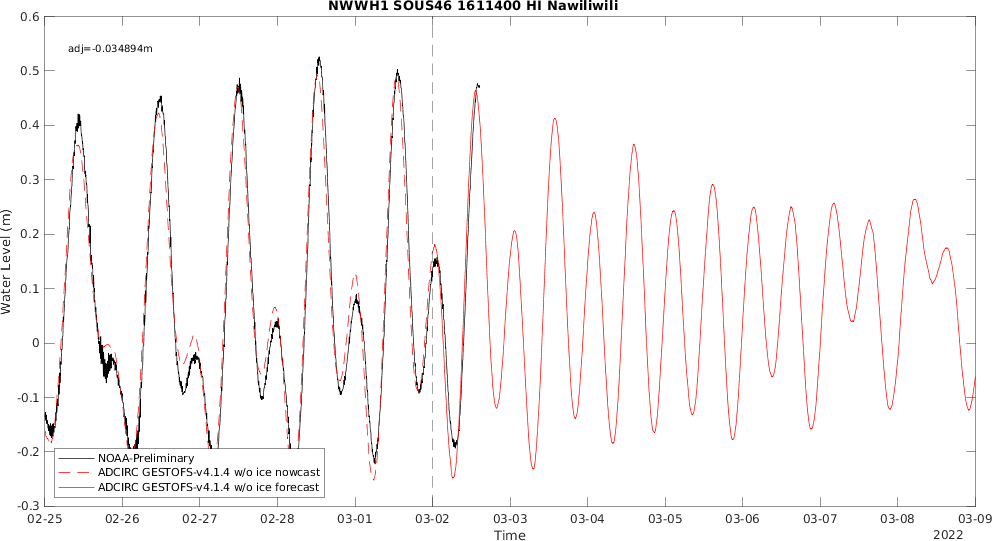 NWWH1 SOUS46 1611400 HI Nawiliwili
adj=-0.034894m
Water Level (m)
0.6
0.5
0.4
0.3
0.2
0.1
0
-0.1
-0.2
-0.3
NOAA-Preliminary
ADCIRC GESTOFS-v4.1.4 w/o ice nowcast
ADCIRC GESTOFS-v4.1.4 w/o ice forecast
02-25 02-26 02-27 02-28 03-01 03-02 03-03 03-04 03-05 03-06 03-07 03-08 03-09
Time
2022